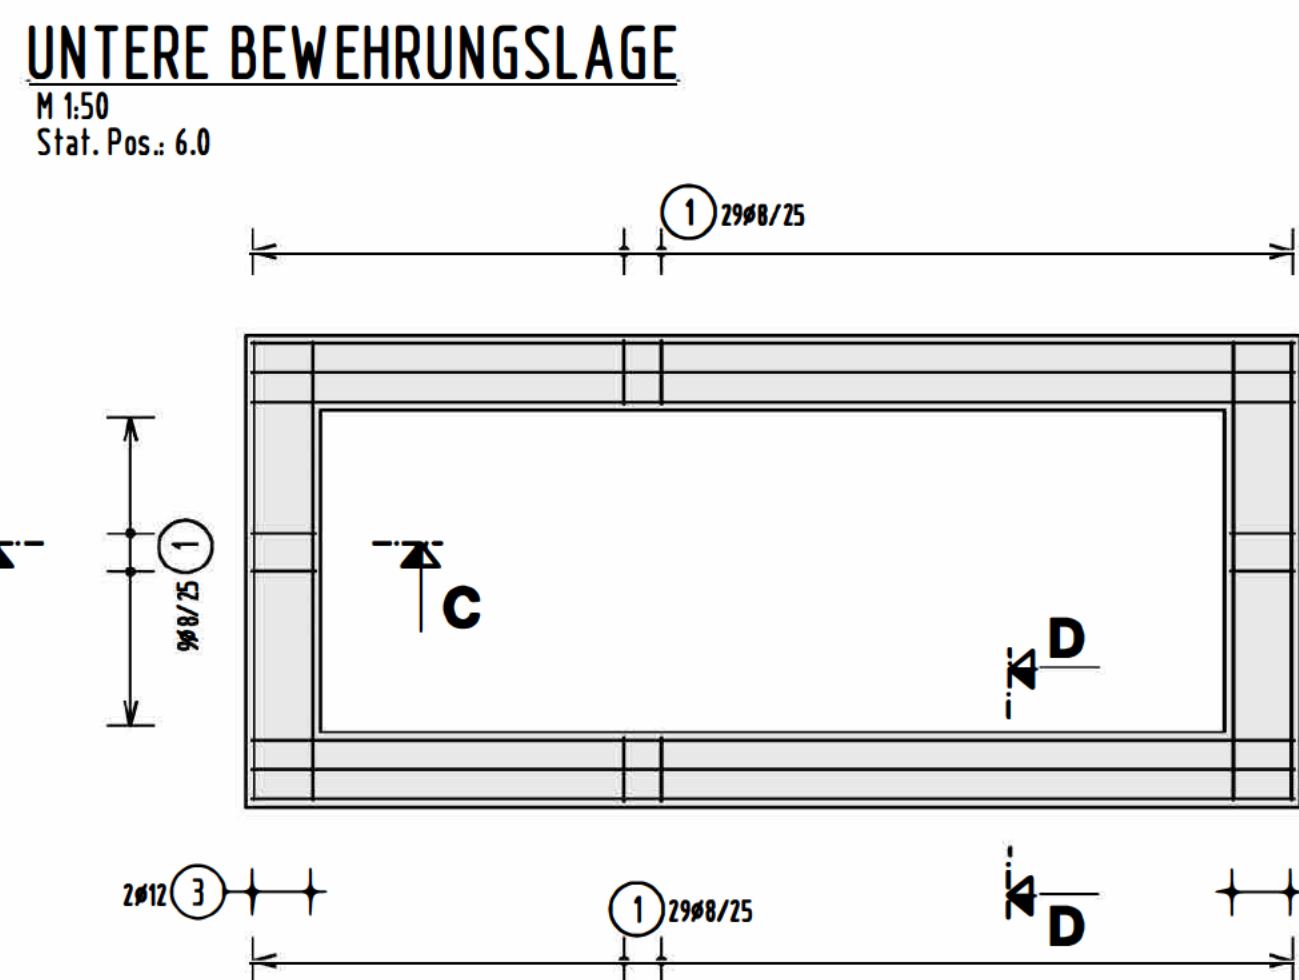 UNTERE BEWEHRUNGSLAGE
M 1:50
Stat. Pos.: 6.0
1 29ø8/25
1
9ø8/25
C
D
2ø12 3
1 29ø8/25
D